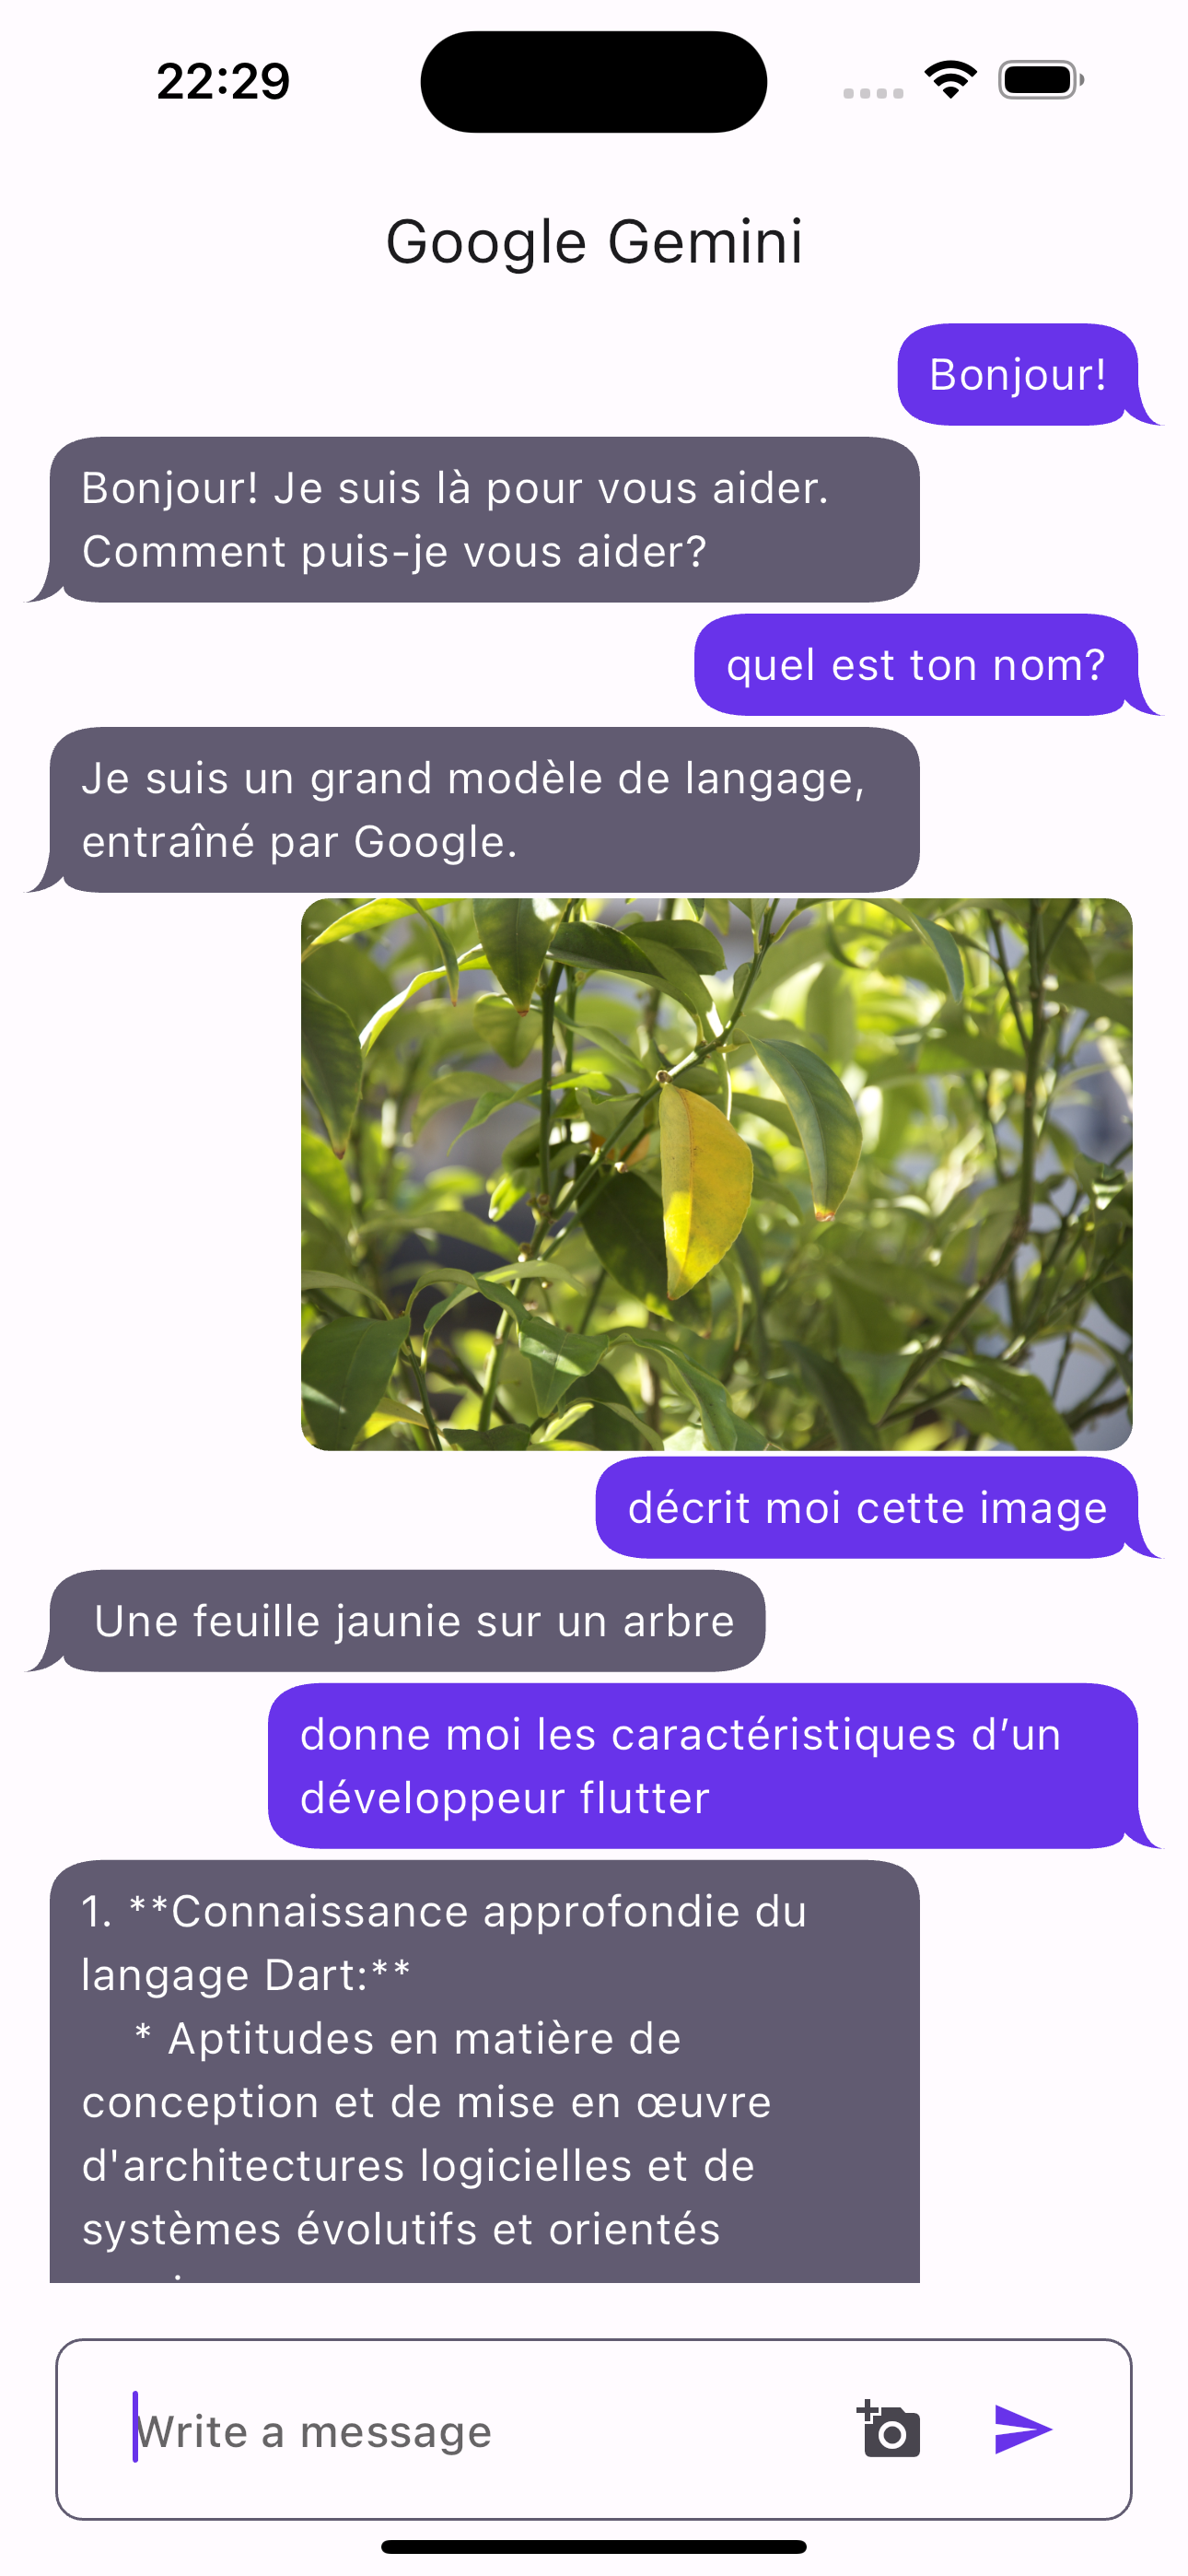 22:29
Google Gemini
Bonjour!
Bonjour! Je suis là pour vous aider.
Comment puis-je vous aider?
quel est ton nom?
Je suis un grand modèle de langage,
entraîné par Google.
décrit moi cette image
Une feuille jaunie sur un arbre
donne moi les caractéristiques d’un
développeur flutter
1. **Connaissance approfondie du
langage Dart:**
* Aptitudes en matière de
conception et de mise en œuvre
d'architectures logicielles et de
systèmes évolutifs et orientés
Write a message